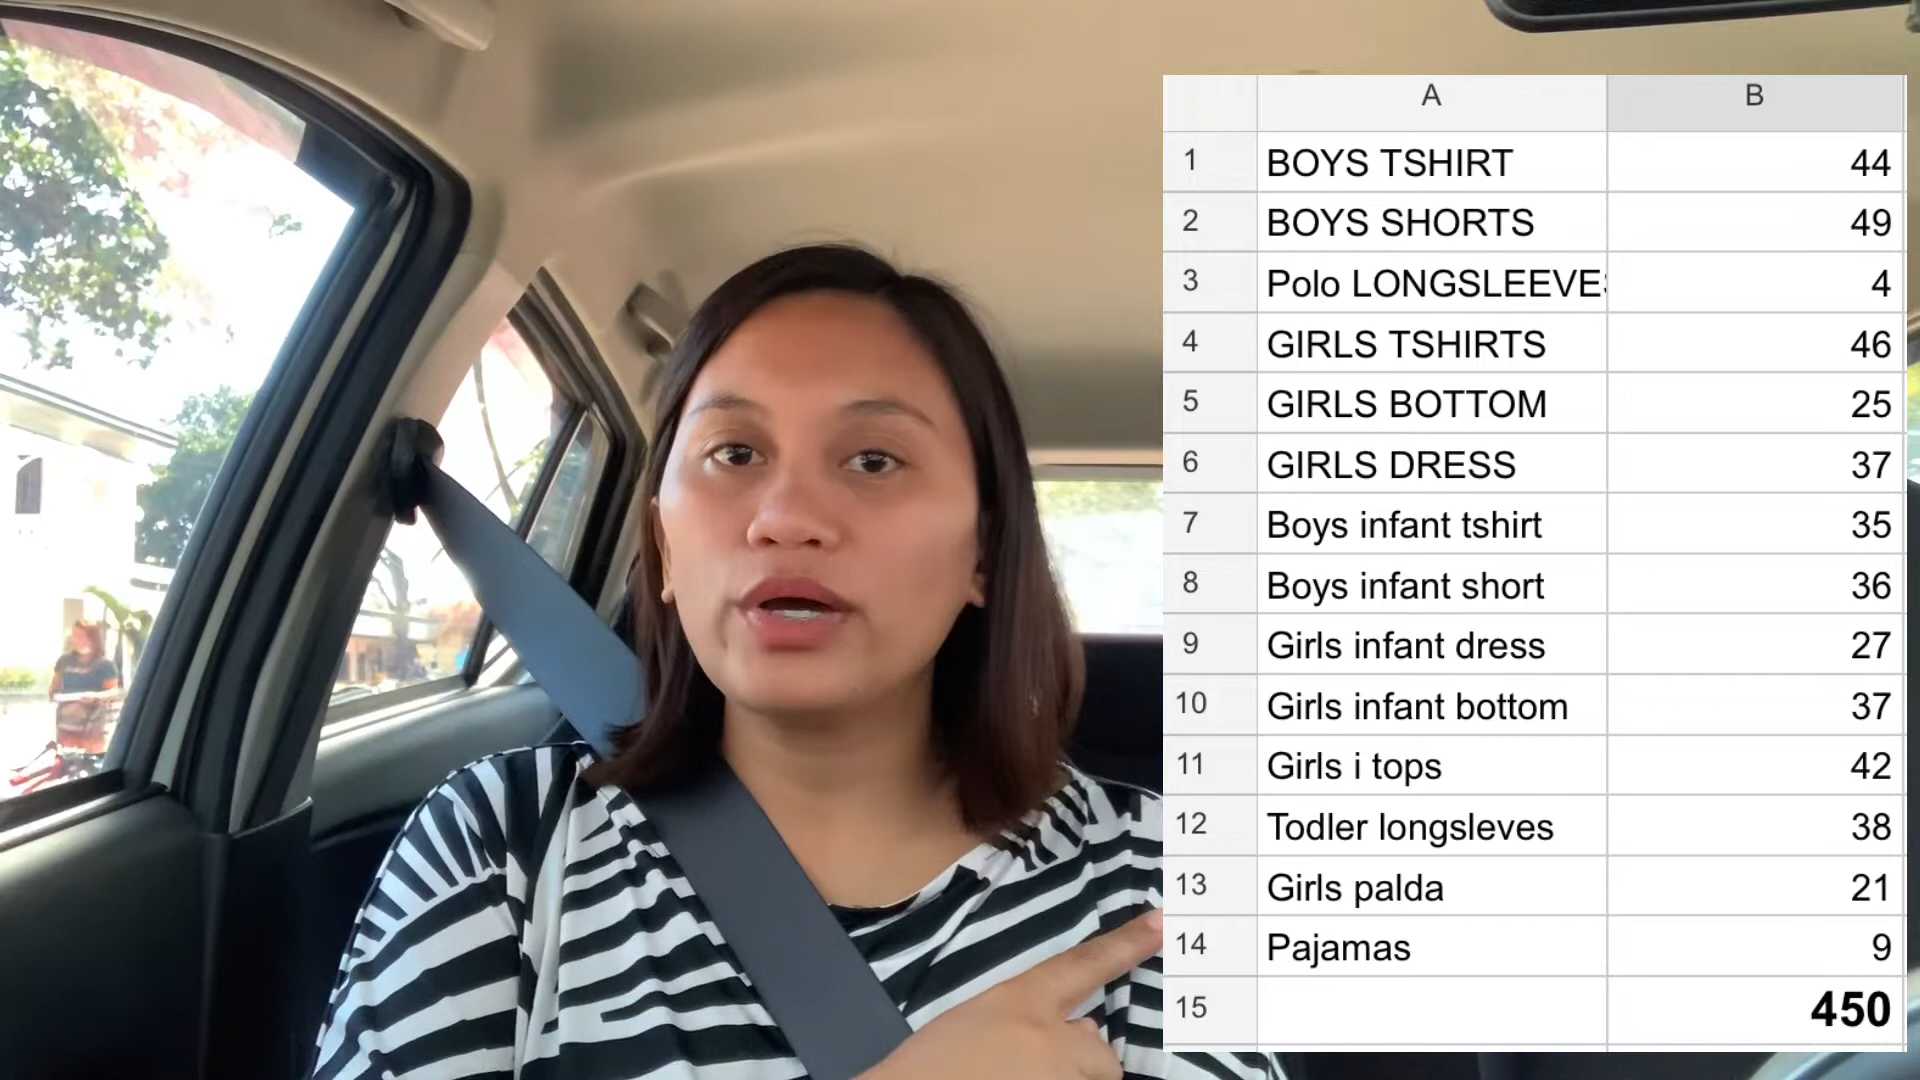 A B
1 BOYS TSHIRT 44
2 BOYS SHORTS 49
3 Polo LONGSLEEVES 4
4 GIRLS TSHIRTS 46
5 GIRLS BOTTOM 25
6 GIRLS DRESS 37
7 Boys infant tshirt 35
8 Boys infant short 36
9 Girls infant dress 27
10 Girls infant bottom 37
11 Girls i tops 42
12 Todler longsleves 38
13 Girls palda 21
14 Pajamas 9
15 450